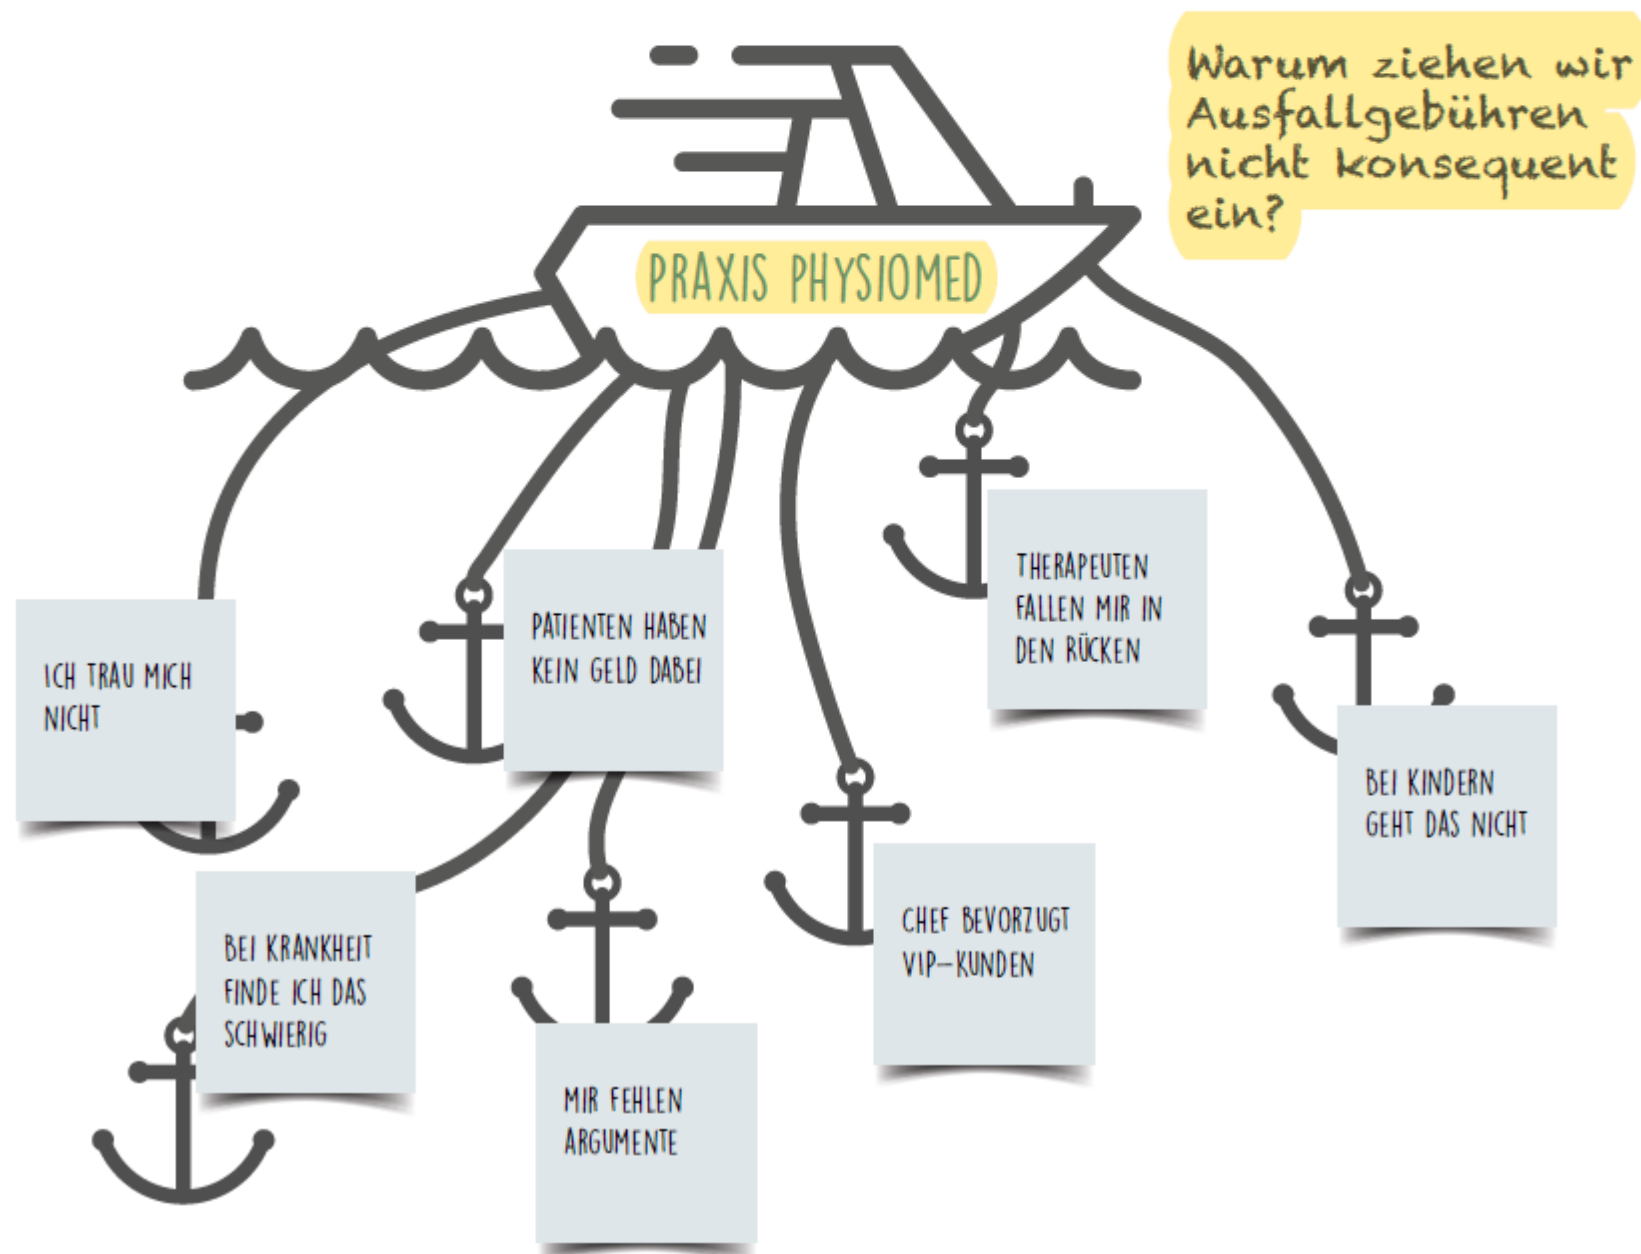 Warum ziehen wir
Ausfallgebühren
nicht konsequent
ein?
PRAXIS PHYSIOMED
ICH TRAU MICH
NICHT
PATIENTEN HABEN
KEIN GELD DABEI
THERAPEUTEN
FALLEN MIR IN
DEN RÜCKEN
BEI KINDERN
GEHT DAS NICHT
BEI KRANKHEIT
FINDE ICH DAS
SCHWIERIG
MIR FEHLEN
ARGUMENTE
CHEF BEVORZUGT
VIP-KUNDEN